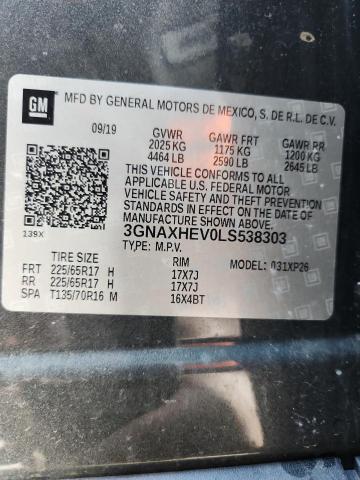 GM MFD BY GENERAL MOTORS DE MEXICO, S. DE R.L. DE C.V.
09/19 GVWR GAWR FRT GAWR RR
2025 KG 1175 KG 1200 KG
4464 LB 2590 LB 2645 LB
THIS VEHICLE CONFORMS TO ALL
APPLICABLE U.S. FEDERAL MOTOR
VEHICLE SAFETY AND THEFT PREVENTION
STANDARDS IN EFFECT ON THE DATE OF
MANUFACTURE SHOWN ABOVE.
139X 3GNAXHEV0LS538303
TYPE: M.P.V. MODEL: 031XP26
TIRE SIZE RIM
FRT 225/65R17 H 17X7J
RR 225/65R17 H 17X7J
SPA T135/70R16 M 16X4BT